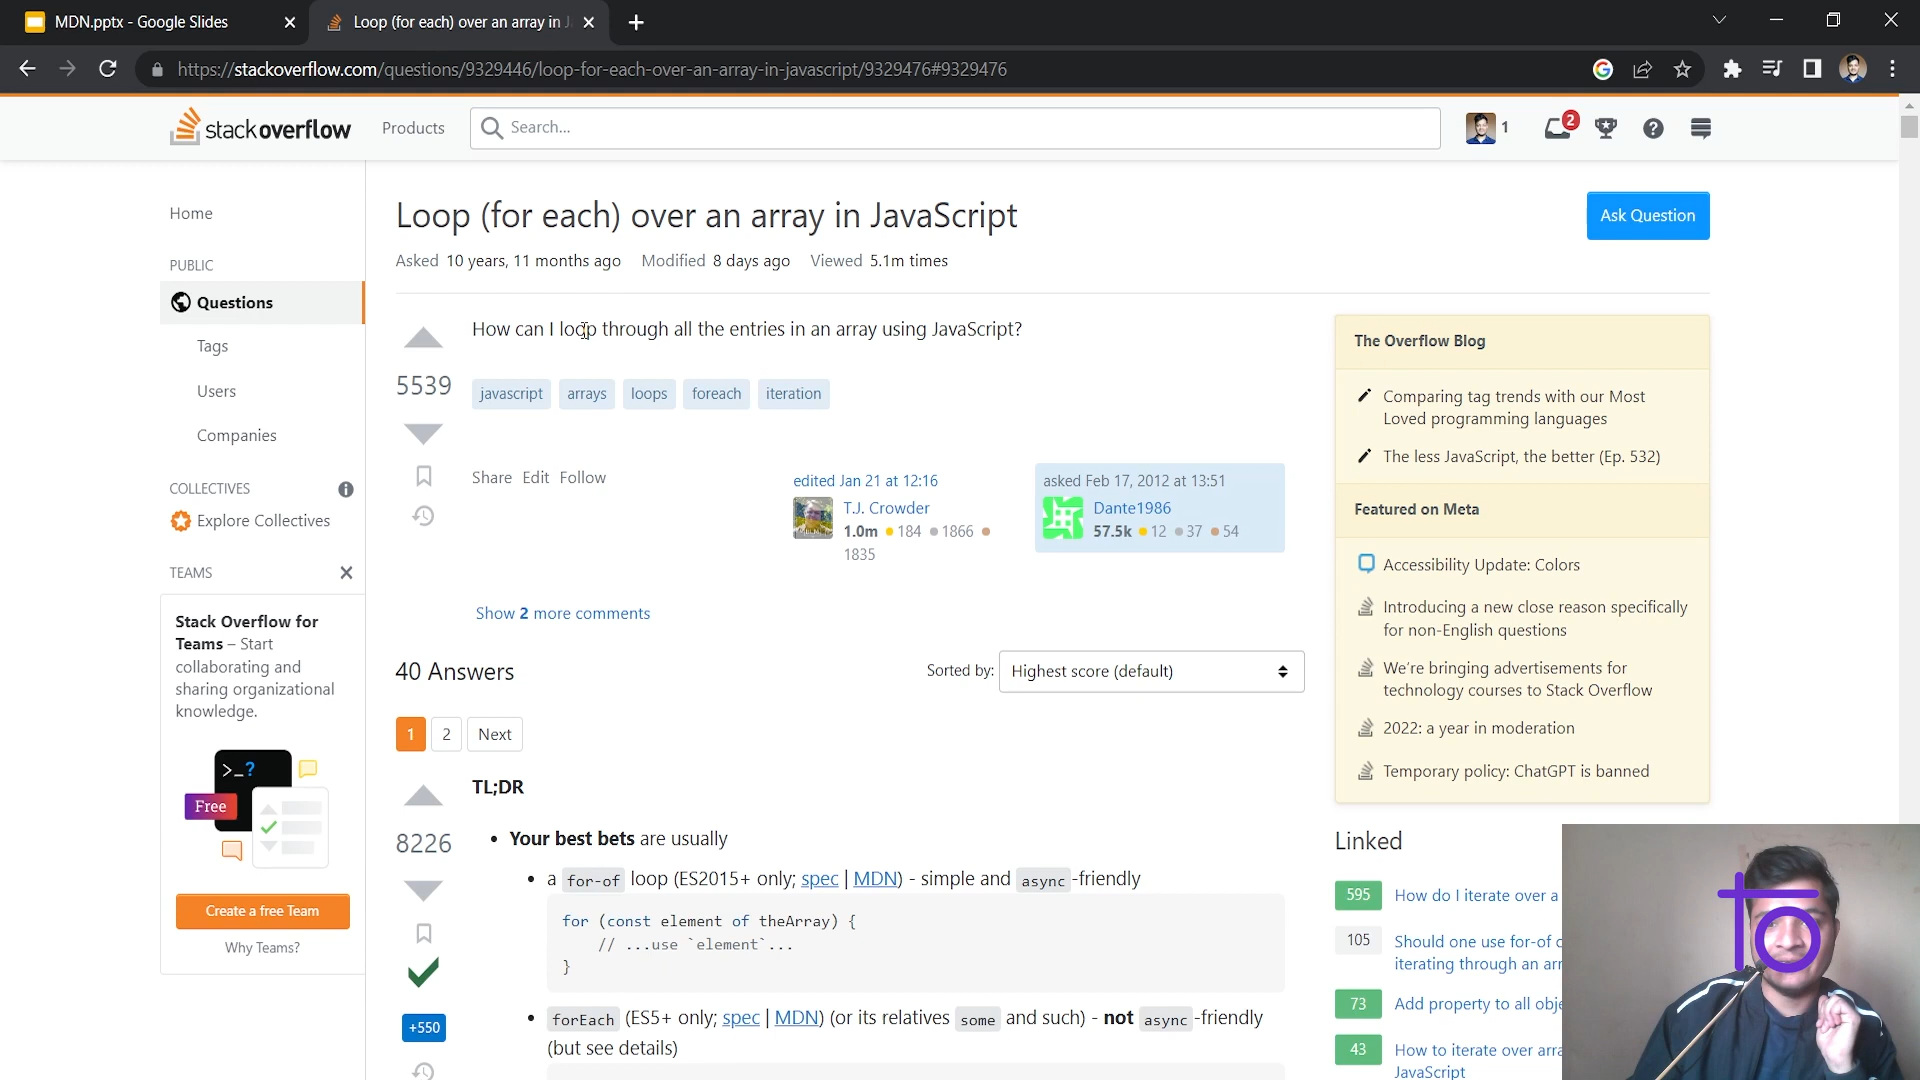 MDN.pptx - Google Slides
Loop (for each) over an array in J
https://stackoverflow.com/questions/9329446/loop-for-each-over-an-array-in-javascript/9329476#9329476
stackoverflow
Products
Search...
1
2
Home
PUBLIC
Questions
Tags
Users
Companies
COLLECTIVES
Explore Collectives
TEAMS
Stack Overflow for
Teams – Start
collaborating and
sharing organizational
knowledge.
>_?
Free
Create a free Team
Why Teams?
Loop (for each) over an array in JavaScript
Ask Question
Asked 10 years, 11 months ago Modified 8 days ago Viewed 5.1m times
How can I loop through all the entries in an array using JavaScript?
5539
javascript arrays loops foreach iteration
Share Edit Follow
edited Jan 21 at 12:16
T.J. Crowder
1.0m 184 1866
1835
asked Feb 17, 2012 at 13:51
Dante1986
57.5k 12 37 54
Show 2 more comments
40 Answers
Sorted by: Highest score (default)
1 2 Next
8226
+550
TL;DR
• Your best bets are usually
• a for-of loop (ES2015+ only; spec | MDN) - simple and async-friendly
for (const element of theArray) {
// ...use `element`...
}
• forEach (ES5+ only; spec | MDN) (or its relatives some and such) - not async-friendly
(but see details)
The Overflow Blog
Comparing tag trends with our Most
Loved programming languages
The less JavaScript, the better (Ep. 532)
Featured on Meta
Accessibility Update: Colors
Introducing a new close reason specifically
for non-English questions
We're bringing advertisements for
technology courses to Stack Overflow
2022: a year in moderation
Temporary policy: ChatGPT is banned
Linked
595 How do I iterate over a
105 Should one use for-of
iterating through an arr
73 Add property to all obje
43 How to iterate over arra
JavaScript